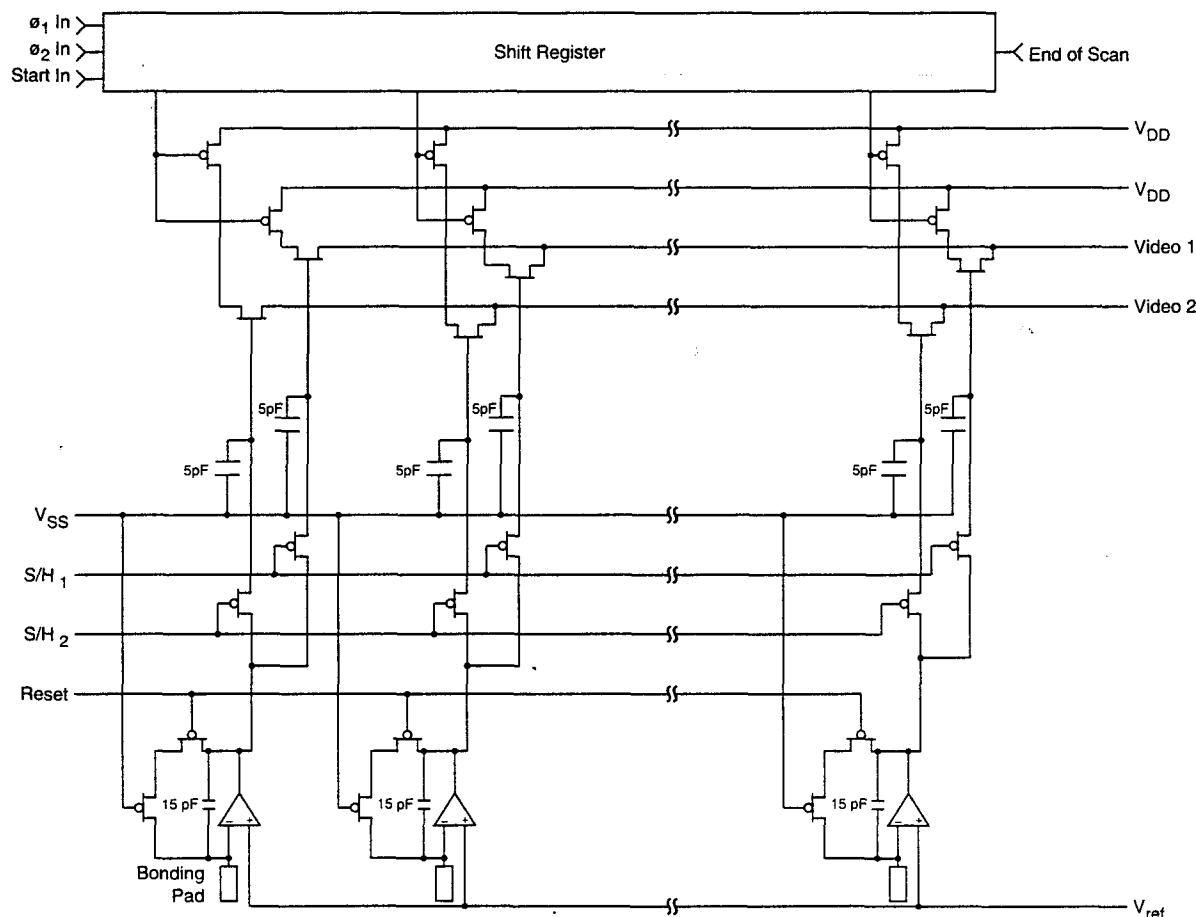 ø1 In
ø2 In
Start In
Shift Register
End of Scan
VDD
VDD
Video 1
Video 2
5pF
5pF
5pF
5pF
5pF
5pF
VSS
S/H 1
S/H 2
Reset
15 pF
15 pF
15 pF
- +
- +
- +
Bonding
Pad
Vref